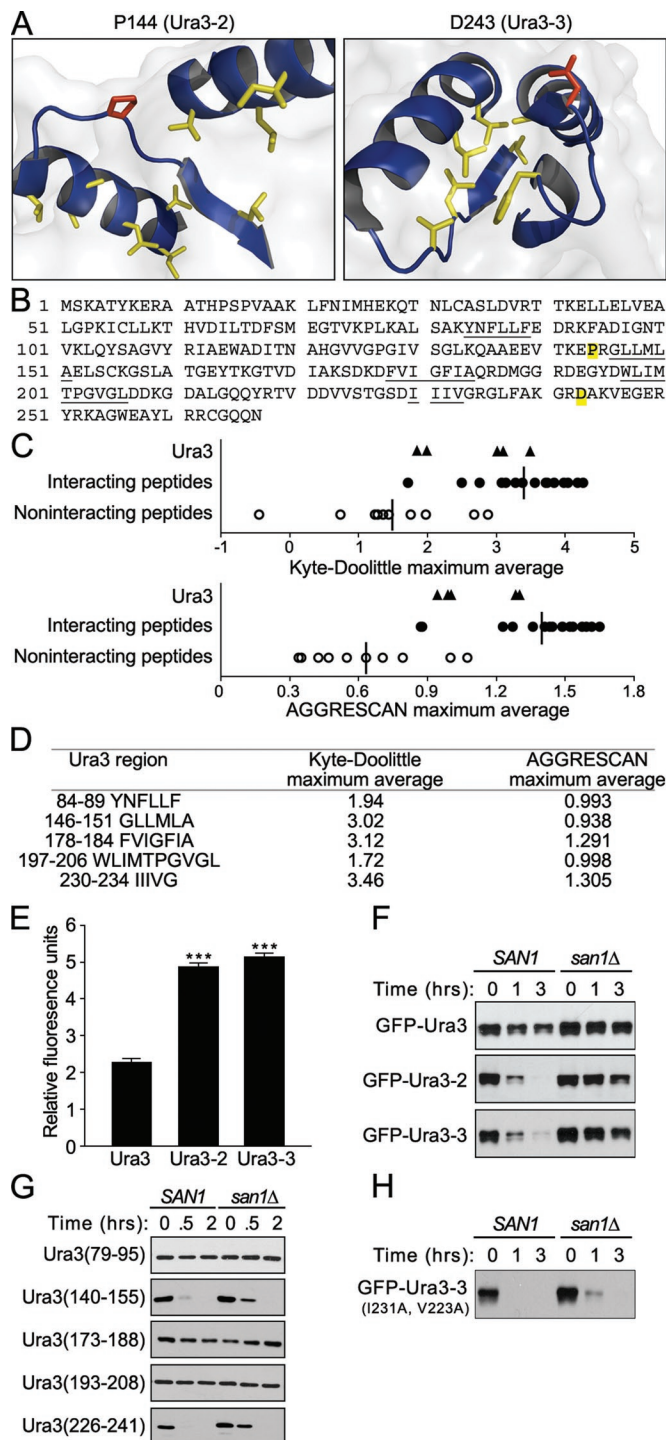 A
P144 (Ura3-2)
D243 (Ura3-3)
B
1 MSKATYKERA ATHPSPVAAK LFNIMHEKQT NLCASLDVRT TKELLELVEA
51 LGPKICLLKT HVDILTDFSM EGTVKPLKAL SAKYNFLLFE DRKFADIGNT
101 VKLQYSAGVY RIAEWADITN AHGVVGPGIV SGLKQAAEEV TKEPRGLLML
151 AELSCKGSLA TGEYTKGTVD IAKSDKDFVI GFIAQRDMGG RDEGYDWLIM
201 TPGVGLDDKG DALGQQYRTV DDVVSTGSDI IIVGRGLFAK GRDAKVEGER
251 YRKAGWEAYL RRCGQQN
C
Ura3
Interacting peptides
Noninteracting peptides
-1 0 1 2 3 4 5
Kyte-Doolittle maximum average
Ura3
Interacting peptides
Noninteracting peptides
0 0.3 0.6 0.9 1.2 1.5 1.8
AGGRESCAN maximum average
D
Ura3 region Kyte-Doolittle maximum average AGGRESCAN maximum average
84-89 YNFLLF 1.94 0.993
146-151 GLLMLA 3.02 0.938
178-184 FVIGFIA 3.12 1.291
197-206 WLIMTPGVGL 1.72 0.998
230-234 IIIVG 3.46 1.305
E
Relative fluoresence units
6
5
4
3
2
1
0
***
***
Ura3 Ura3-2 Ura3-3
F
SAN1 san1Δ
Time (hrs): 0 1 3 0 1 3
GFP-Ura3
GFP-Ura3-2
GFP-Ura3-3
G
SAN1 san1Δ
Time (hrs): 0 .5 2 0 .5 2
Ura3(79-95)
Ura3(140-155)
Ura3(173-188)
Ura3(193-208)
Ura3(226-241)
H
SAN1 san1Δ
Time (hrs): 0 1 3 0 1 3
GFP-Ura3-3
(I231A, V223A)